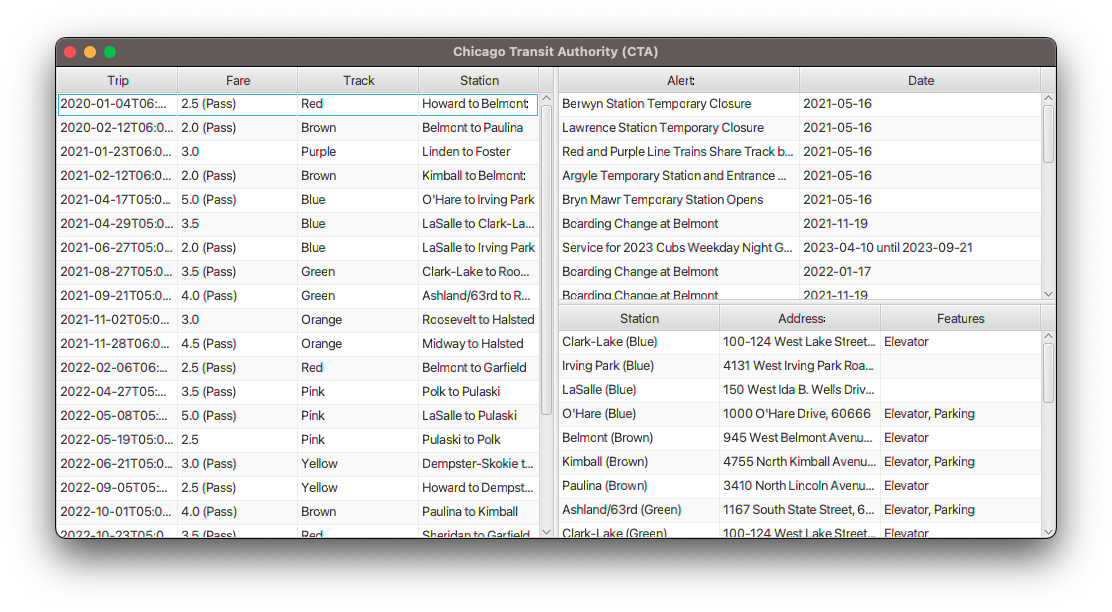 Chicago Transit Authority (CTA)
Trip Fare Track Station
2020-01-04T06:... 2.5 (Pass) Red Howard to Belmont
2020-02-12T06:0... 2.0 (Pass) Brown Belmont to Paulina
2021-01-23T06:0... 3.0 Purple Linden to Foster
2021-02-12T06:0... 2.0 (Pass) Brown Kimball to Belmont
2021-04-17T05:0... 5.0 (Pass) Blue O'Hare to Irving Park
2021-04-29T05:0... 3.5 Blue LaSalle to Clark-La...
2021-06-27T05:0... 2.0 (Pass) Blue LaSalle to Irving Park
2021-08-27T05:0... 3.5 (Pass) Green Clark-Lake to Roo...
2021-09-21T05:0... 4.0 (Pass) Green Ashland/63rd to R...
2021-11-02T05:0... 3.0 Orange Roosevelt to Halsted
2021-11-28T06:0... 4.5 (Pass) Orange Midway to Halsted
2022-02-06T06:... 2.5 (Pass) Red Belmont to Garfield
2022-04-27T05:... 3.5 (Pass) Pink Polk to Pulaski
2022-05-08T05:... 5.0 (Pass) Pink LaSalle to Pulaski
2022-05-19T05:0... 2.5 Pink Pulaski to Polk
2022-06-21T05:0... 3.0 (Pass) Yellow Dempster-Skokie t...
2022-09-05T05:... 2.5 (Pass) Yellow Howard to Dempst...
2022-10-01T05:0... 4.0 (Pass) Brown Paulina to Kimball
2022-10-23T05:0... 3.5 (Pass) Red Sheridan to Garfield
Alert Date
Berwyn Station Temporary Closure 2021-05-16
Lawrence Station Temporary Closure 2021-05-16
Red and Purple Line Trains Share Track b... 2021-05-16
Argyle Temporary Station and Entrance ... 2021-05-16
Bryn Mawr Temporary Station Opens 2021-05-16
Boarding Change at Belmont 2021-11-19
Service for 2023 Cubs Weekday Night G... 2023-04-10 until 2023-09-21
Boarding Change at Belmont 2022-01-17
Boarding Change at Belmont 2021-11-19
Station Address Features
Clark-Lake (Blue) 100-124 West Lake Street... Elevator
Irving Park (Blue) 4131 West Irving Park Roa...
LaSalle (Blue) 150 West Ida B. Wells Driv...
O'Hare (Blue) 1000 O'Hare Drive, 60666 Elevator, Parking
Belmont (Brown) 945 West Belmont Avenu... Elevator
Kimball (Brown) 4755 North Kimball Avenu... Elevator, Parking
Paulina (Brown) 3410 North Lincoln Avenu... Elevator
Ashland/63rd (Green) 1167 South State Street, 6... Elevator, Parking
Clark-Lake (Green) 100-124 West Lake Street... Elevator